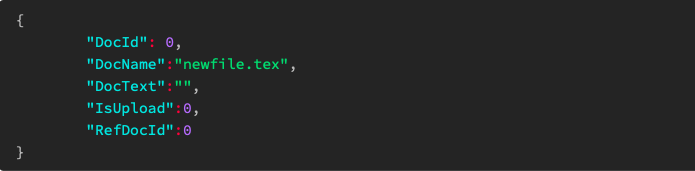 {
"DocId": 0,
"DocName":"newfile.tex",
"DocText":"",
"IsUpload":0,
"RefDocId":0
}